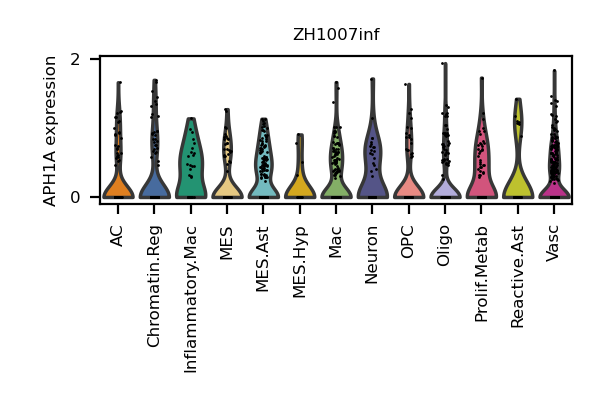 ZH1007inf
APH1A expression
2
0
AC
Chromatin.Reg
Inflammatory.Mac
MES
MES.Ast
MES.Hyp
Mac
Neuron
OPC
Oligo
Prolif.Metab
Reactive.Ast
Vasc